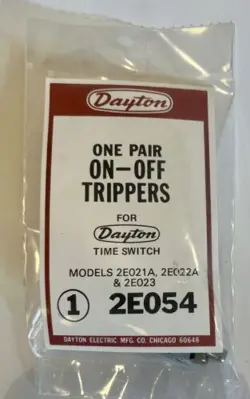 Dayton
ONE PAIR
ON-OFF
TRIPPERS
FOR
Dayton
TIME SWITCH
MODELS 2E021A, 2E022A
& 2E023
1 2E054
DAYTON ELECTRIC MFG. CO. CHICAGO 60648